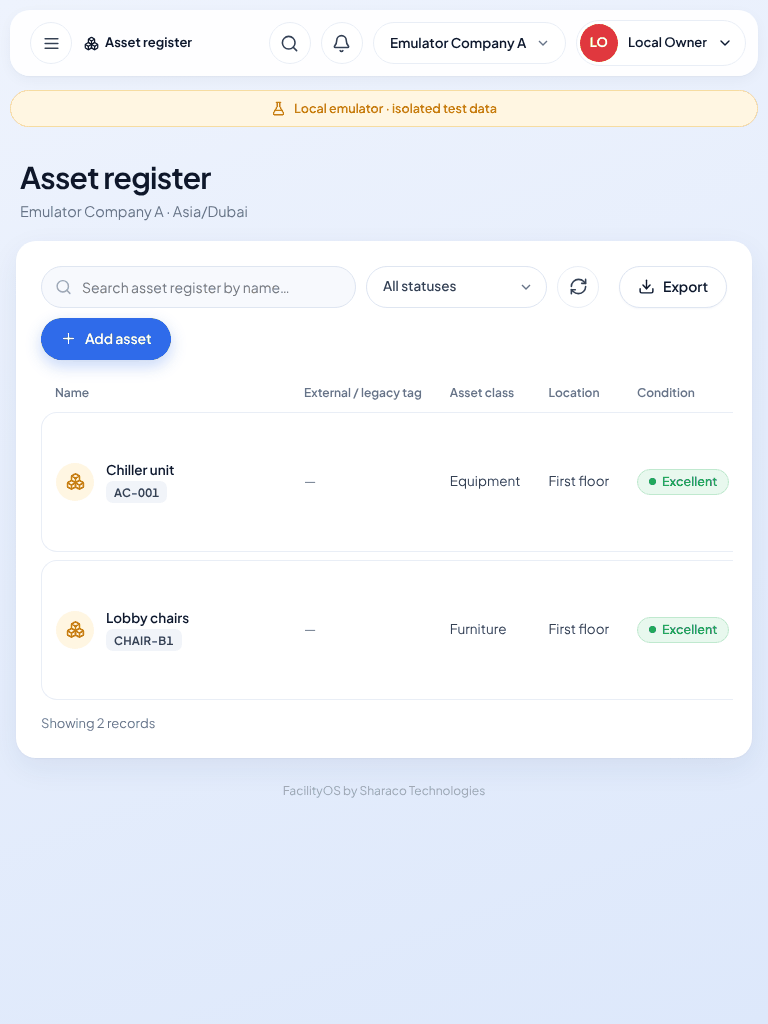 Asset register
Emulator Company A
LO
Local Owner
Local emulator · isolated test data
Asset register
Emulator Company A · Asia/Dubai
Search asset register by name…
All statuses
Export
Add asset
Name
External / legacy tag
Asset class
Location
Condition
Chiller unit
AC-001
—
Equipment
First floor
Excellent
Lobby chairs
CHAIR-B1
—
Furniture
First floor
Excellent
Showing 2 records
FacilityOS by Sharaco Technologies